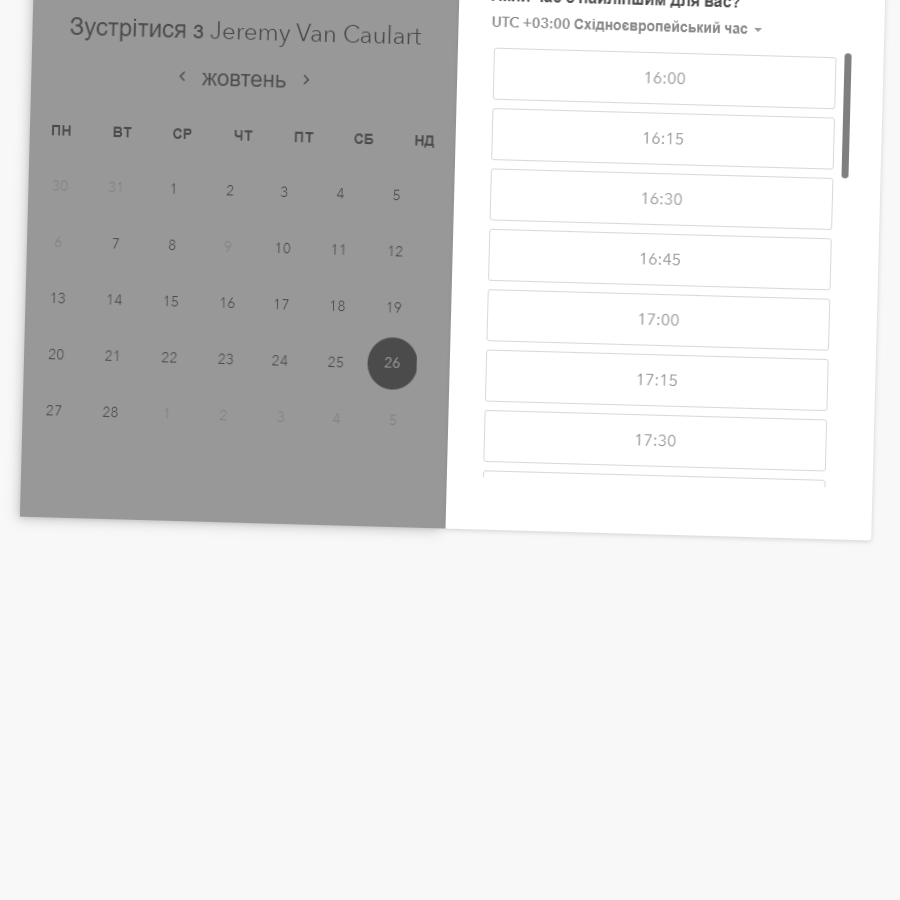 Зустрітися з Jeremy Van Caulart
жовтень
ПН ВТ СР ЧТ ПТ СБ НД
30 31 1 2 3 4 5
6 7 8 9 10 11 12
13 14 15 16 17 18 19
20 21 22 23 24 25 26
27 28 1 2 3 4 5
найліпшим для вас?
UTC +03:00 Східноєвропейський час
16:00
16:15
16:30
16:45
17:00
17:15
17:30